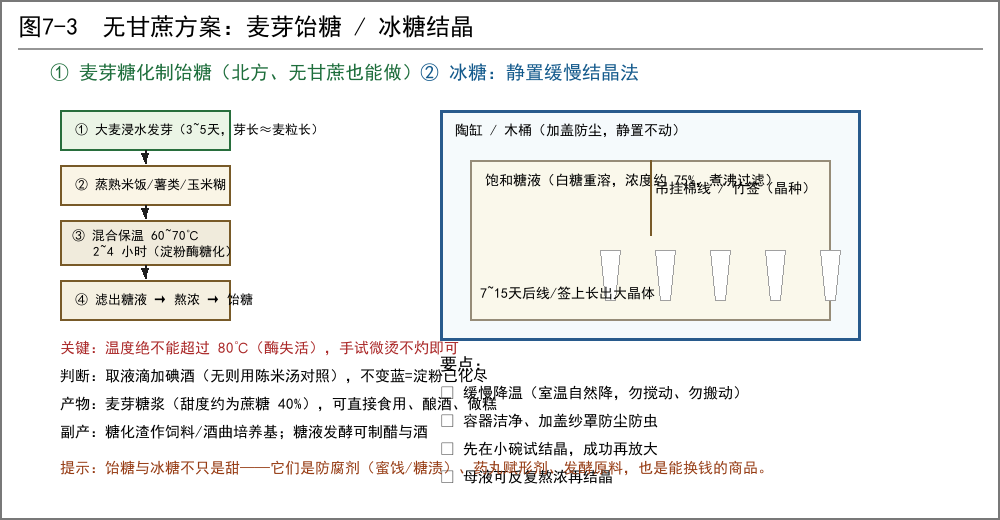 图7-3　无甘蔗方案：麦芽饴糖 / 冰糖结晶
① 麦芽糖化制饴糖（北方、无甘蔗也能做）
① 大麦浸水发芽（3~5天，芽长≈麦粒长）
② 蒸熟米饭/薯类/玉米糊
③ 混合保温 60~70℃
2~4 小时（淀粉酶糖化）
④ 滤出糖液 → 熬浓 → 饴糖
关键：温度绝不能超过 80℃（酶失活），手试微烫不灼即可
判断：取液滴加碘酒（无则用陈米汤对照），不变蓝=淀粉已化尽
产物：麦芽糖浆（甜度约为蔗糖 40%），可直接食用、酿酒、做糕
副产：糖化渣作饲料/酒曲培养基；糖液发酵可制醋与酒
② 冰糖：静置缓慢结晶法
陶缸 / 木桶（加盖防尘，静置不动）
饱和糖液（白糖重溶，浓度约 75%，煮沸过滤）
吊挂棉线 / 竹签（晶种）
7~15天后线/签上长出大晶体
要点：
□ 缓慢降温（室温自然降，勿搅动、勿搬动）
□ 容器洁净、加盖纱罩防尘防虫
□ 先在小碗试结晶，成功再放大
□ 母液可反复熬浓再结晶
提示：饴糖与冰糖不只是甜——它们是防腐剂（蜜饯/糖渍）、药丸赋形剂、发酵原料，也是能换钱的商品。